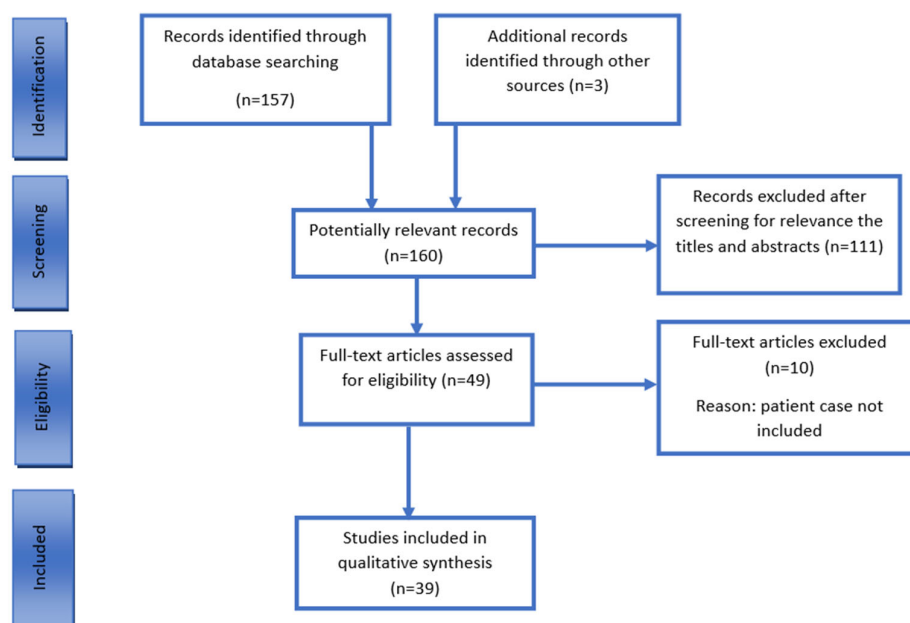 Identification
Records identified through
database searching
(n=157)
Additional records
identified through other
sources (n=3)
Screening
Potentially relevant records
(n=160)
Records excluded after
screening for relevance the
titles and abstracts (n=111)
Eligibility
Full-text articles assessed
for eligibility (n=49)
Full-text articles excluded
(n=10)
Reason: patient case not
included
Included
Studies included in
qualitative synthesis
(n=39)